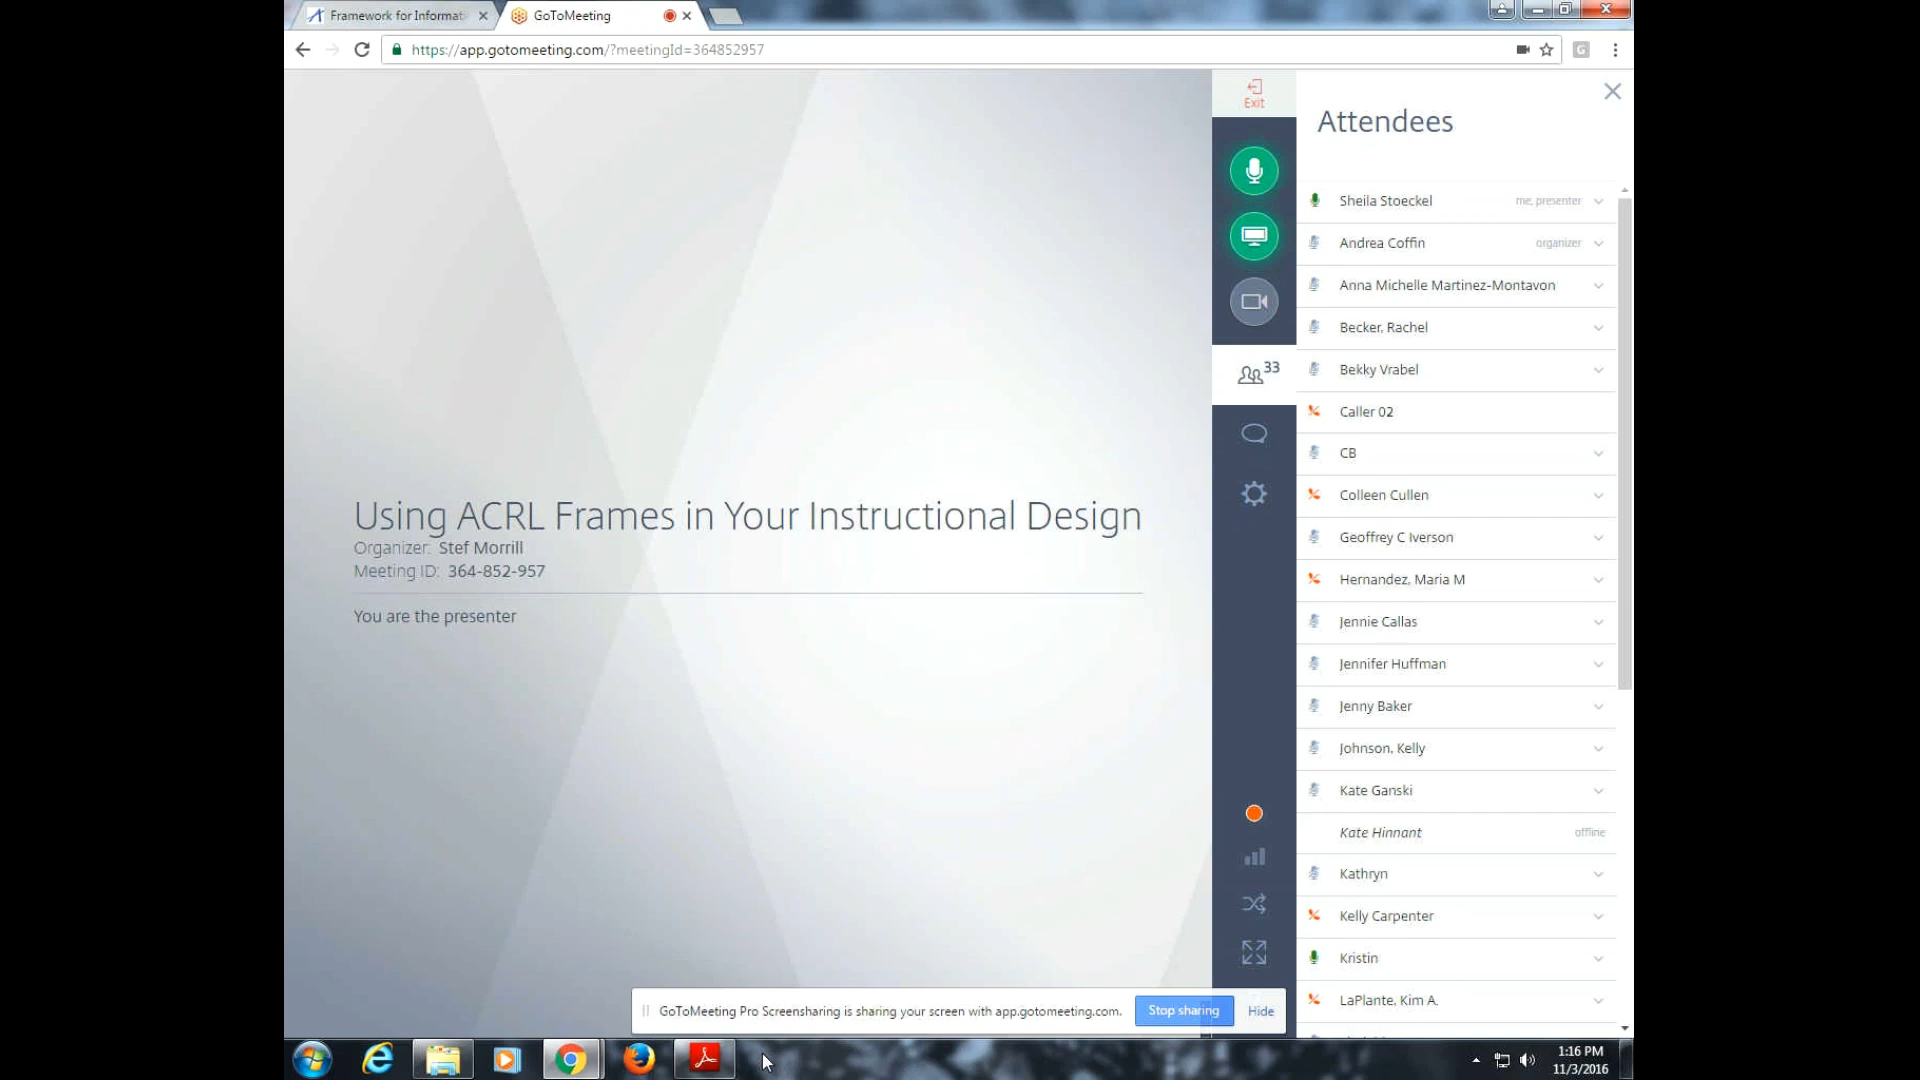 Framework for Informati
GoToMeeting
https://app.gotomeeting.com/?meetingId=364852957
G
Exit
33
Using ACRL Frames in Your Instructional Design
Organizer: Stef Morrill
Meeting ID: 364-852-957
You are the presenter
Attendees
Sheila Stoeckel me, presenter
Andrea Coffin organizer
Anna Michelle Martinez-Montavon
Becker, Rachel
Bekky Vrabel
Caller 02
CB
Colleen Cullen
Geoffrey C Iverson
Hernandez, Maria M
Jennie Callas
Jennifer Huffman
Jenny Baker
Johnson, Kelly
Kate Ganski
Kate Hinnant offline
Kathryn
Kelly Carpenter
Kristin
LaPlante, Kim A.
GoToMeeting Pro Screensharing is sharing your screen with app.gotomeeting.com. Stop sharing Hide
1:16 PM
11/3/2016